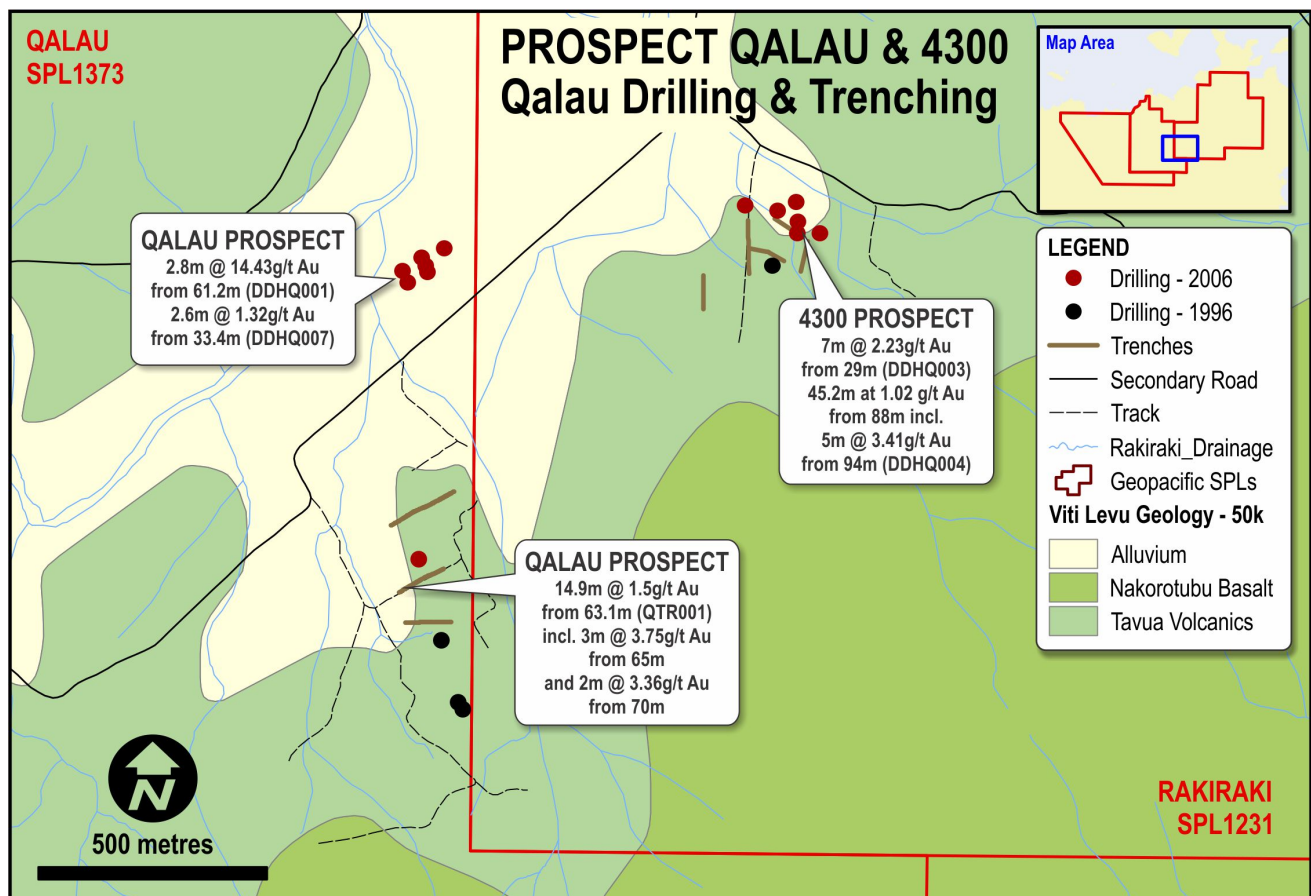 QALAU
SPL1373
PROSPECT QALAU & 4300
Qalau Drilling & Trenching
Map Area
QALAU PROSPECT
2.8m @ 14.43g/t Au
from 61.2m (DDHQ001)
2.6m @ 1.32g/t Au
from 33.4m (DDHQ007)
4300 PROSPECT
7m @ 2.23g/t Au
from 29m (DDHQ003)
45.2m at 1.02 g/t Au
from 88m incl.
5m @ 3.41g/t Au
from 94m (DDHQ004)
LEGEND
Drilling - 2006
Drilling - 1996
Trenches
Secondary Road
Track
Rakiraki_Drainage
Geopacific SPLs
Viti Levu Geology - 50k
Alluvium
Nakorotubu Basalt
Tavua Volcanics
QALAU PROSPECT
14.9m @ 1.5g/t Au
from 63.1m (QTR001)
incl. 3m @ 3.75g/t Au
from 65m
and 2m @ 3.36g/t Au
from 70m
N
500 metres
RAKIRAKI
SPL1231